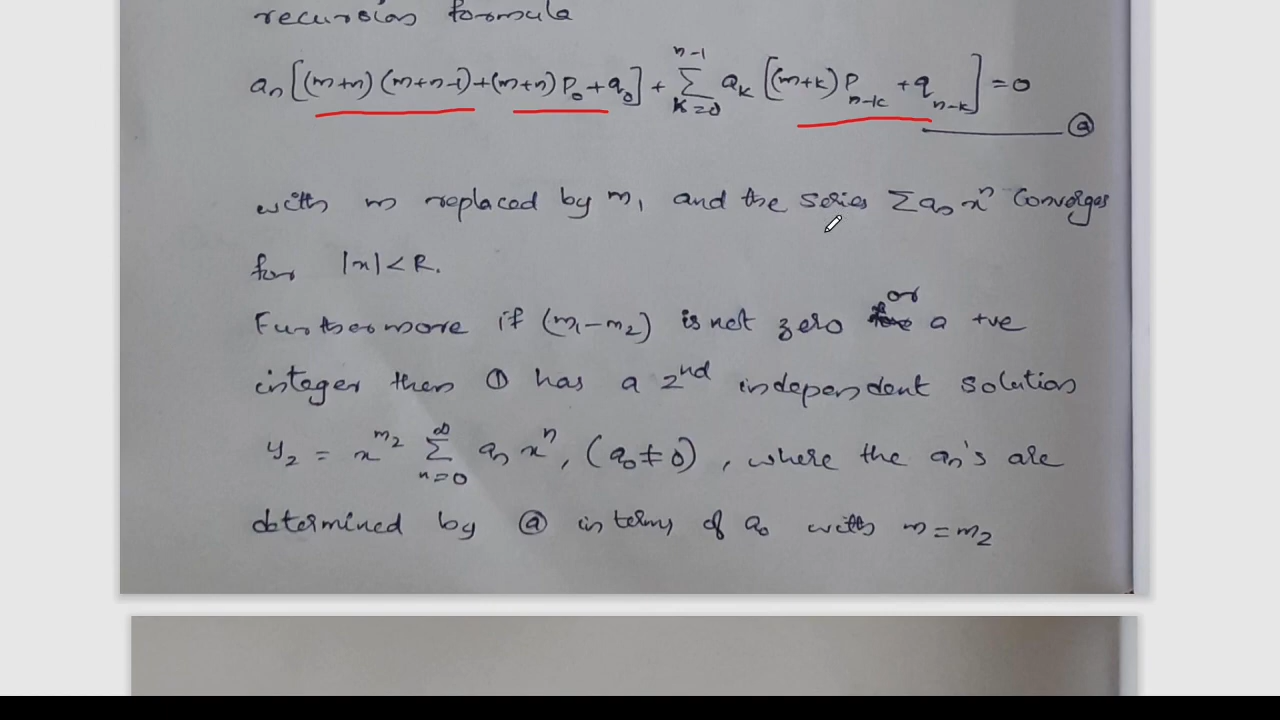 recursion formula
aₙ[(m+n)(m+n-1)+(m+n)P₀+q₀] + Σ_{K=0}^{n-1} a_K[(m+k)P_{n-k} + q_{n-k}] = 0
ⓐ
with m replaced by m₁ and the series Σaₙxⁿ converges
for |x|<R.
Furthermore if (m₁-m₂) is not zero or a +ve
integer then ① has a 2ⁿᵈ independent solution
y₂ = x^{m₂} Σ_{n=0}^{∞} aₙxⁿ, (a₀≠0), where the aₙ's are
determined by ⓐ in terms of a₀ with m=m₂